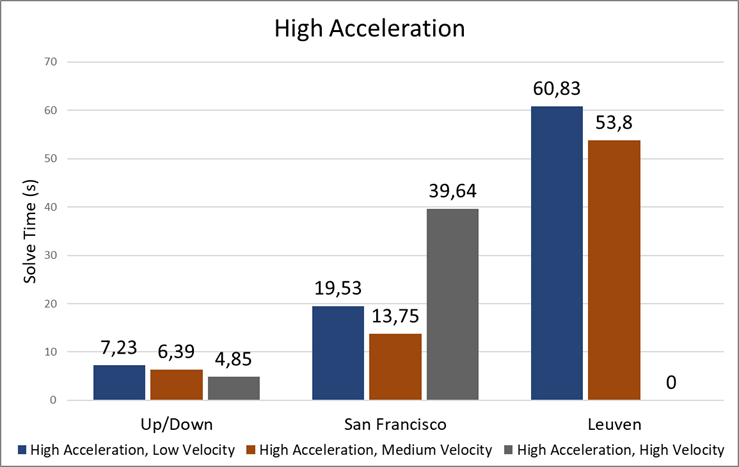 High Acceleration
Solve Time (s)
70
60
50
40
30
20
10
0
7,23
6,39
4,85
19,53
13,75
39,64
60,83
53,8
0
Up/Down
San Francisco
Leuven
High Acceleration, Low Velocity
High Acceleration, Medium Velocity
High Acceleration, High Velocity